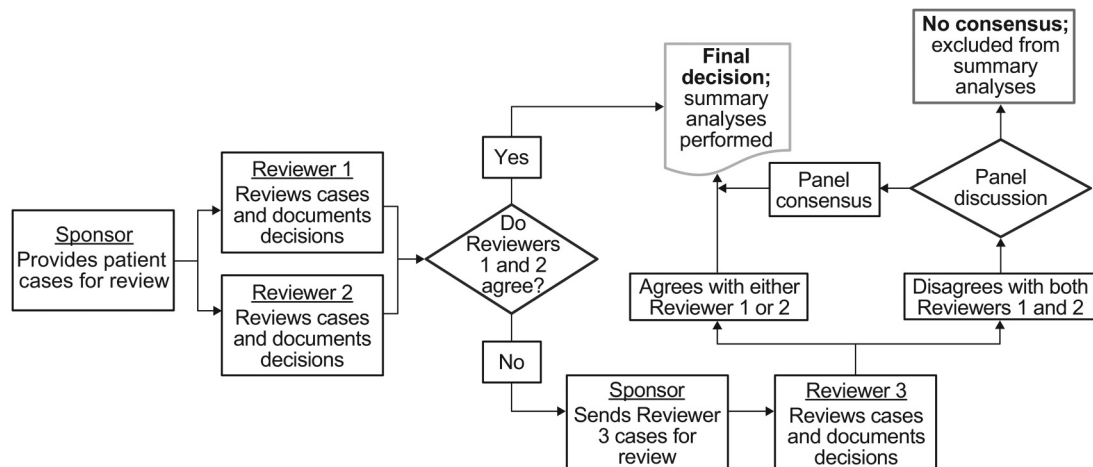 Sponsor
Provides patient
cases for review
Reviewer 1
Reviews cases
and documents
decisions
Reviewer 2
Reviews cases
and documents
decisions
Do
Reviewers
1 and 2
agree?
Yes
No
Final
decision;
summary
analyses
performed
No consensus;
excluded from
summary
analyses
Panel
consensus
Panel
discussion
Agrees with either
Reviewer 1 or 2
Disagrees with both
Reviewers 1 and 2
Sponsor
Sends Reviewer
3 cases for
review
Reviewer 3
Reviews cases
and documents
decisions